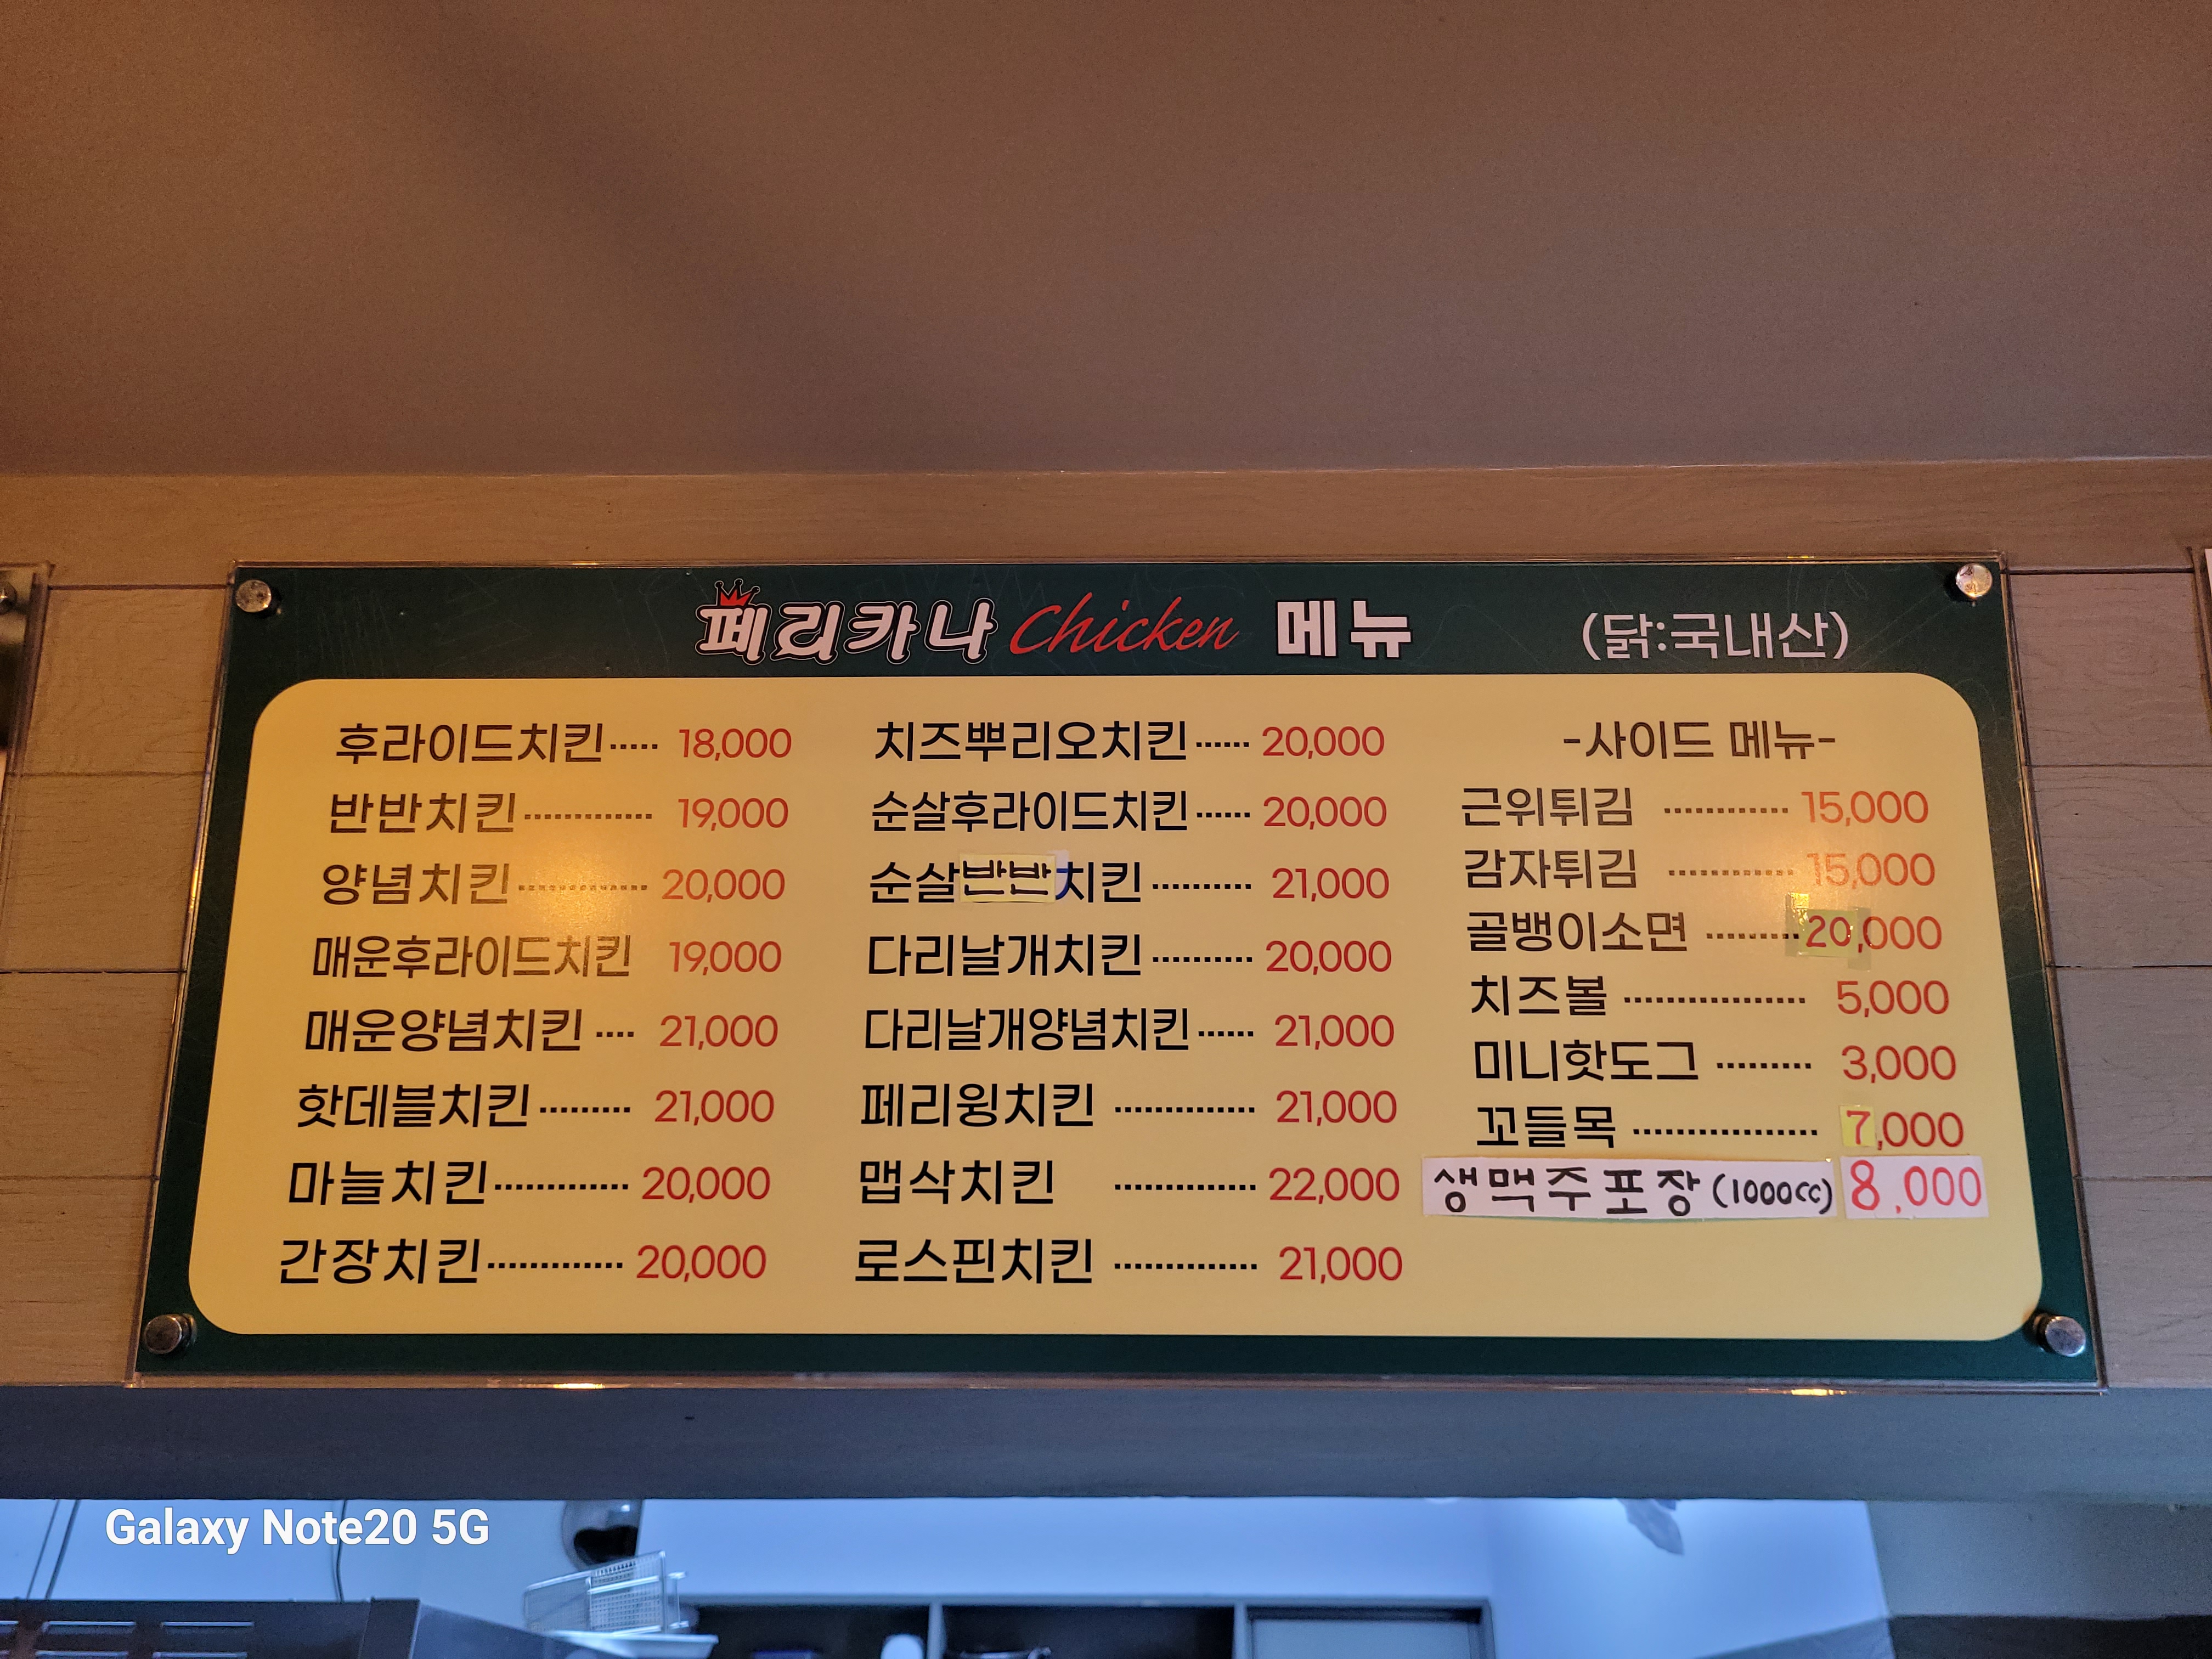 페리카나 Chicken 메뉴 (닭:국내산)
후라이드치킨····· 18,000
반반치킨············· 19,000
양념치킨············· 20,000
매운후라이드치킨 19,000
매운양념치킨 ···· 21,000
핫데블치킨········· 21,000
마늘치킨············· 20,000
간장치킨············· 20,000
치즈뿌리오치킨······ 20,000
순살후라이드치킨······ 20,000
순살반반치킨·········· 21,000
다리날개치킨·········· 20,000
다리날개양념치킨······ 21,000
페리윙치킨 ·············· 21,000
맵삭치킨 ·············· 22,000
로스핀치킨 ·············· 21,000
-사이드 메뉴-
근위튀김 ············ 15,000
감자튀김 ············ 15,000
골뱅이소면 ·········20,000
치즈볼 ················· 5,000
미니핫도그 ········· 3,000
꼬들목 ················· 7,000
생맥주포장(1000cc) 8,000
Galaxy Note20 5G